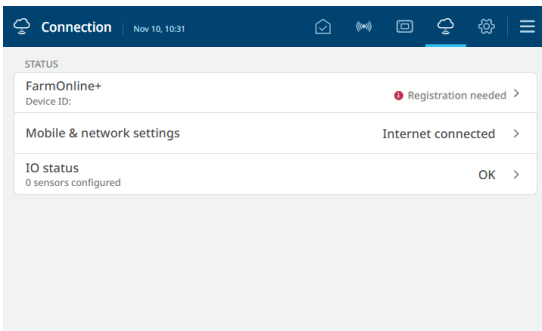 Connection | Nov 10, 10:31
STATUS
FarmOnline+
Device ID:
Registration needed
Mobile & network settings
Internet connected
IO status
0 sensors configured
OK